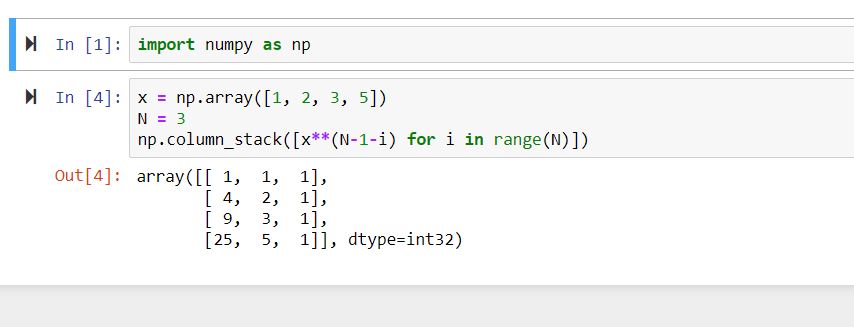 In [1]: import numpy as np
In [4]: x = np.array([1, 2, 3, 5])
N = 3
np.column_stack([x**(N-1-i) for i in range(N)])
Out[4]: array([[ 1,  1,  1],
       [ 4,  2,  1],
       [ 9,  3,  1],
       [25,  5,  1]], dtype=int32)